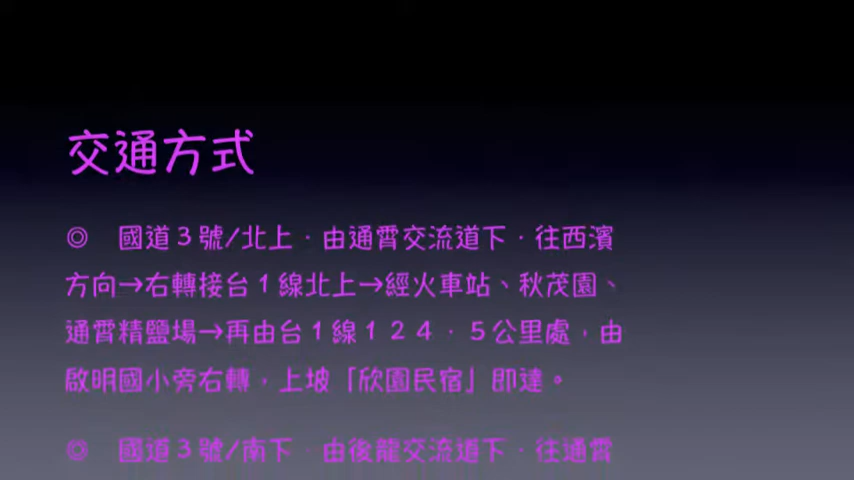 交通方式
◎　國道３號/北上．由通霄交流道下．往西濱
方向→右轉接台１線北上→經火車站、秋茂園、
通霄精鹽場→再由台１線１２４．５公里處，由
啟明國小旁右轉，上坡「欣園民宿」即達。
◎　國道３號/南下．由後龍交流道下．往通霄